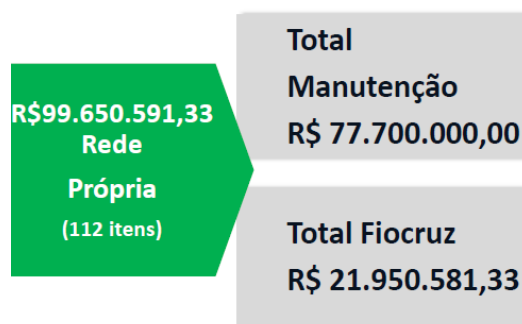 R$99.650.591,33
Rede
Própria
(112 itens)
Total
Manutenção
R$ 77.700.000,00
Total Fiocruz
R$ 21.950.581,33